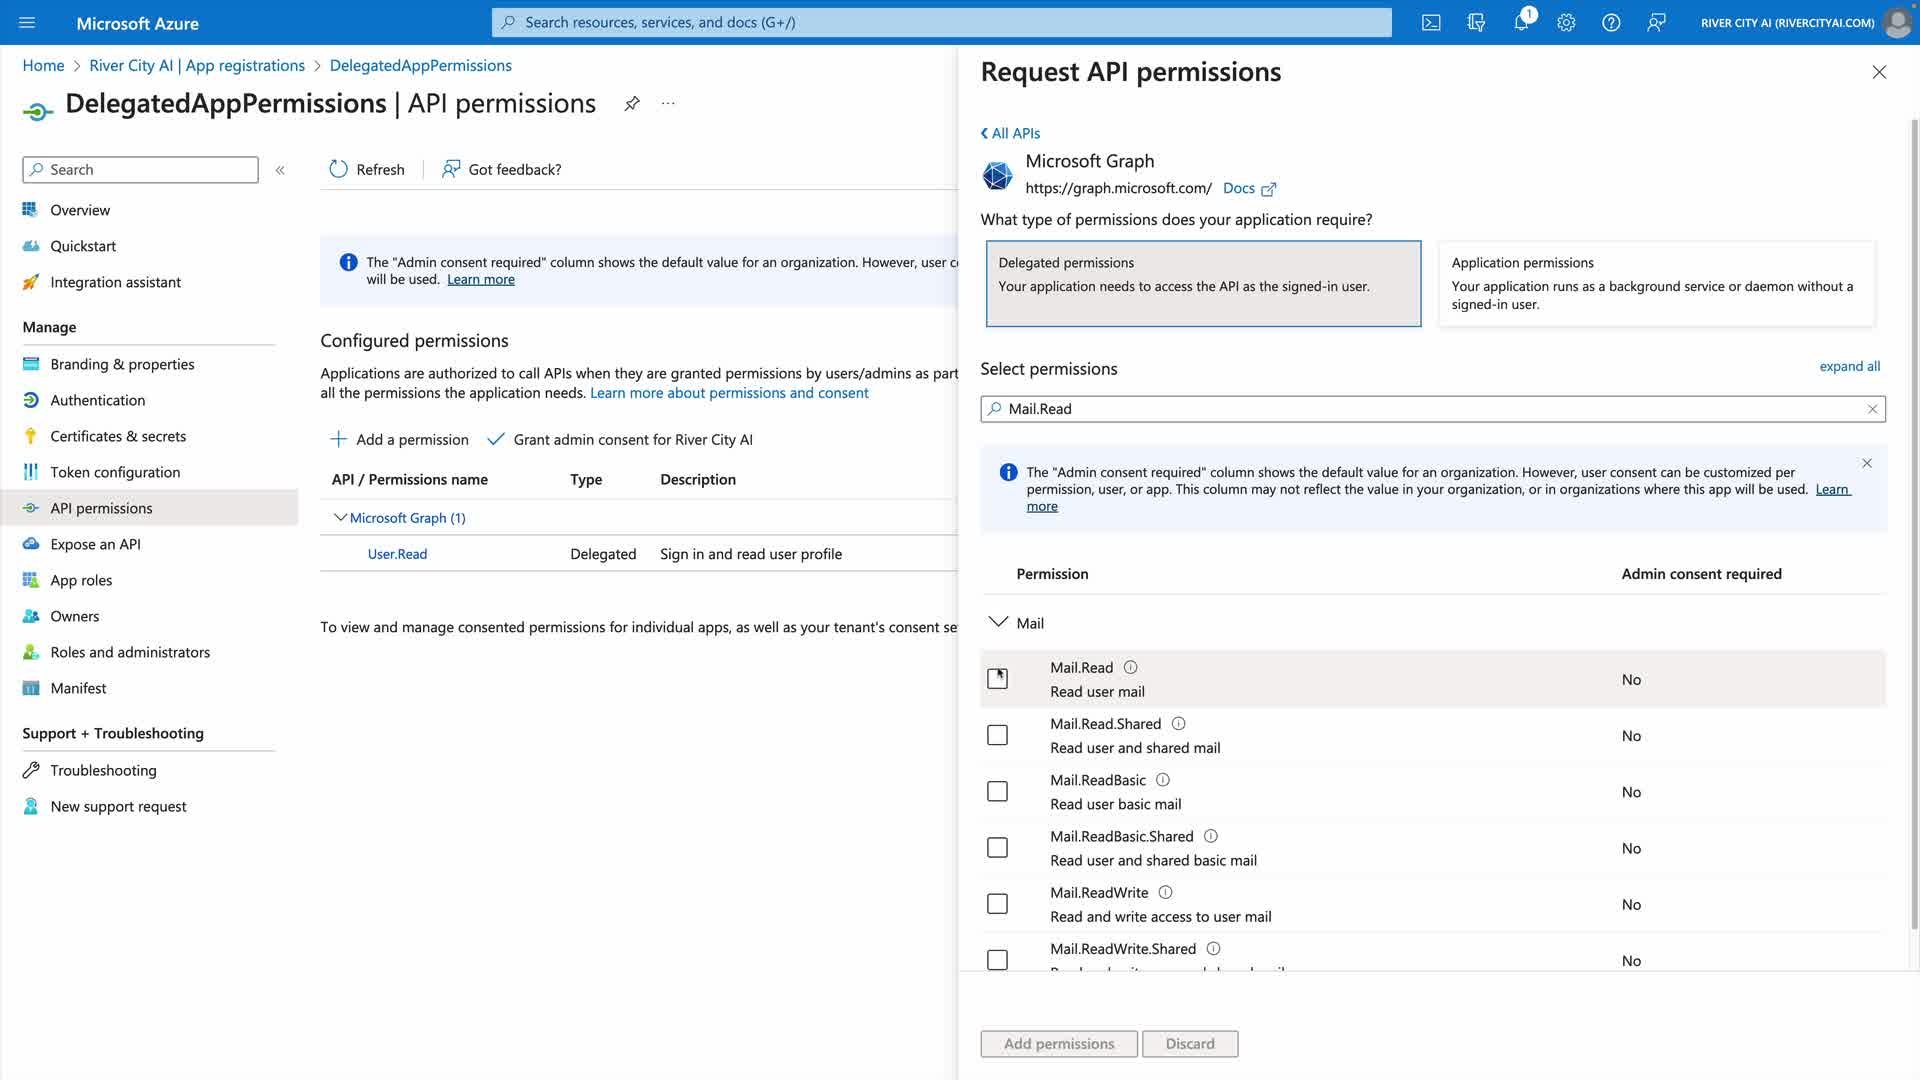 Microsoft Azure
Search resources, services, and docs (G+/)
1
RIVER CITY AI (RIVERCITYAI.COM)
Home > River City AI | App registrations > DelegatedAppPermissions
DelegatedAppPermissions | API permissions
Search
Overview
Quickstart
Integration assistant
Manage
Branding & properties
Authentication
Certificates & secrets
Token configuration
API permissions
Expose an API
App roles
Owners
Roles and administrators
Manifest
Support + Troubleshooting
Troubleshooting
New support request
Refresh
Got feedback?
The "Admin consent required" column shows the default value for an organization. However, user c
will be used. Learn more
Configured permissions
Applications are authorized to call APIs when they are granted permissions by users/admins as part
all the permissions the application needs. Learn more about permissions and consent
Add a permission
Grant admin consent for River City AI
API / Permissions name Type Description
Microsoft Graph (1)
User.Read Delegated Sign in and read user profile
To view and manage consented permissions for individual apps, as well as your tenant's consent se
Request API permissions
All APIs
Microsoft Graph
https://graph.microsoft.com/ Docs
What type of permissions does your application require?
Delegated permissions
Your application needs to access the API as the signed-in user.
Application permissions
Your application runs as a background service or daemon without a
signed-in user.
Select permissions
expand all
Mail.Read
The "Admin consent required" column shows the default value for an organization. However, user consent can be customized per
permission, user, or app. This column may not reflect the value in your organization, or in organizations where this app will be used. Learn
more
Permission Admin consent required
Mail
Mail.Read
Read user mail
No
Mail.Read.Shared
Read user and shared mail
No
Mail.ReadBasic
Read user basic mail
No
Mail.ReadBasic.Shared
Read user and shared basic mail
No
Mail.ReadWrite
Read and write access to user mail
No
Mail.ReadWrite.Shared
No
Add permissions
Discard